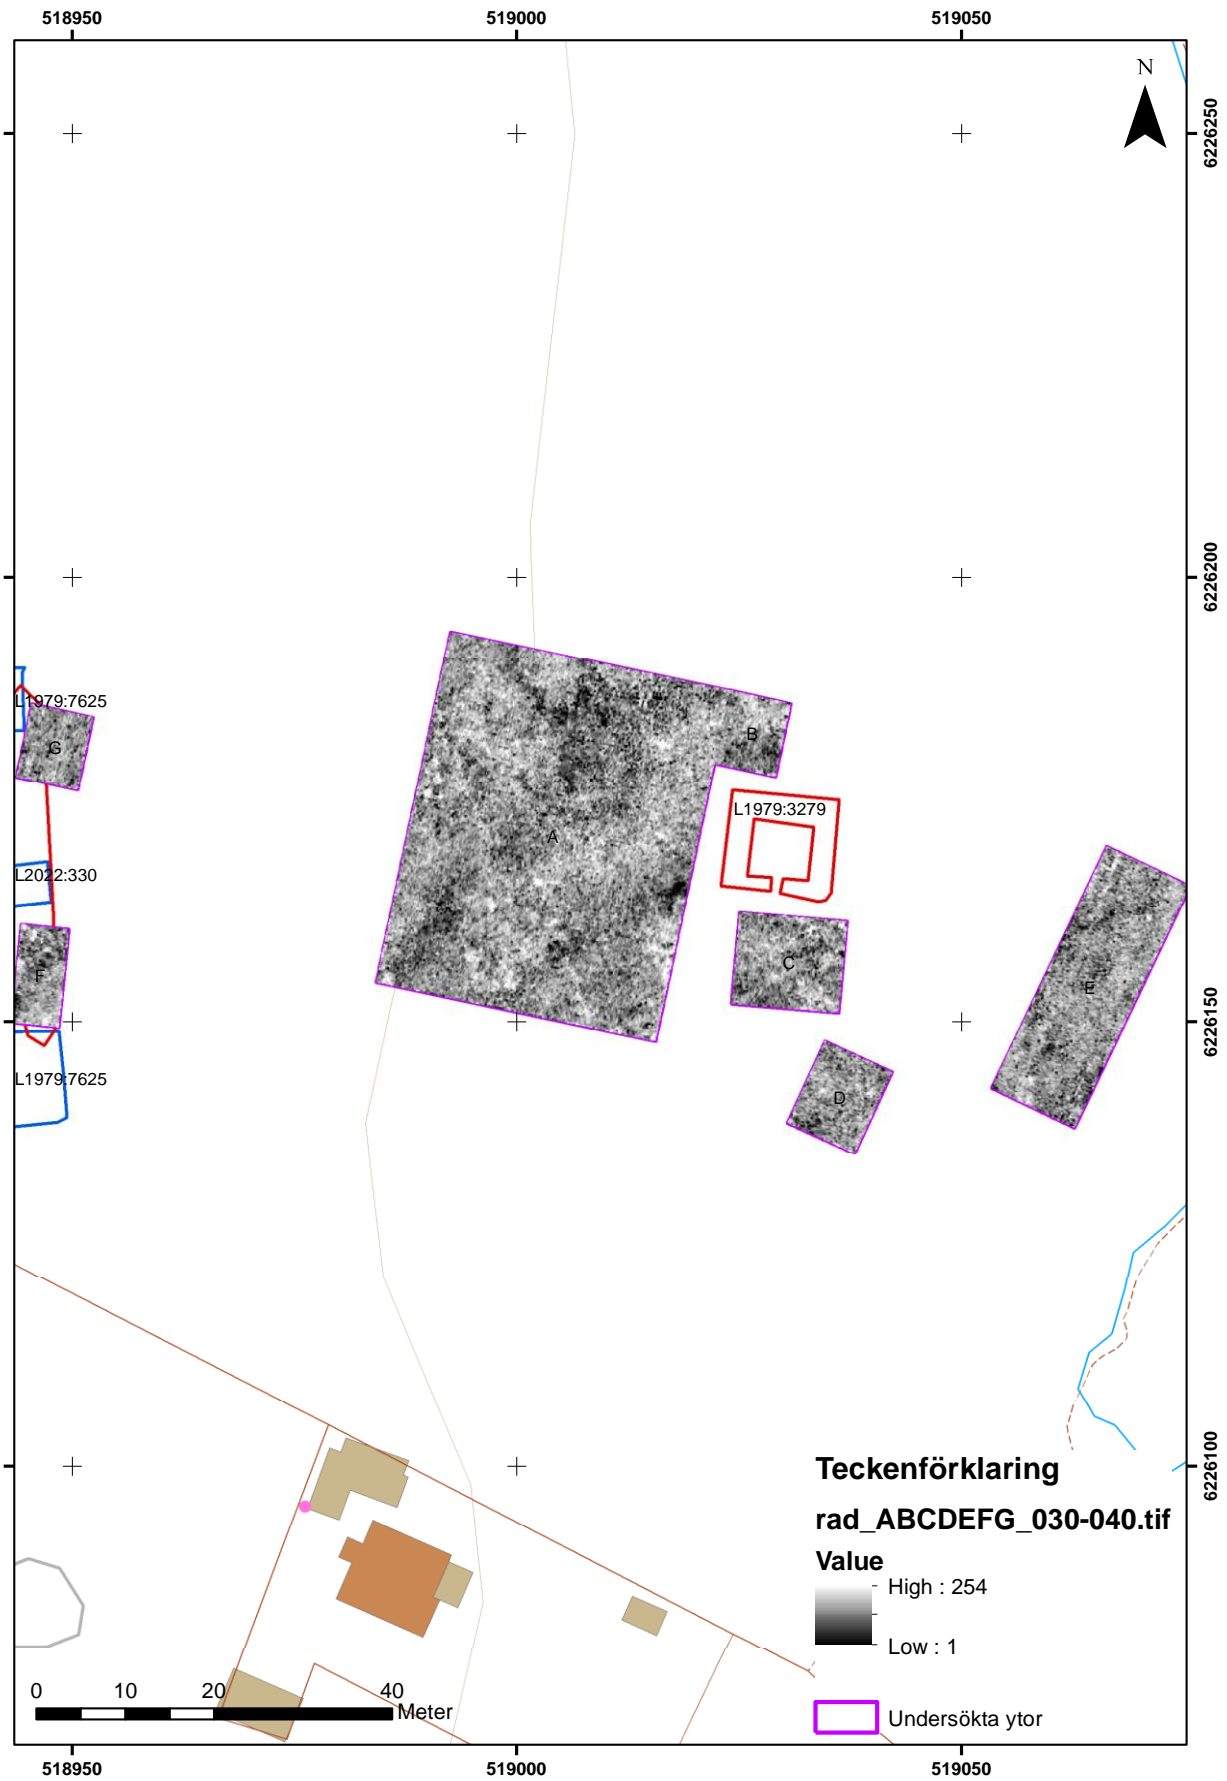 518950
519000
519050
N
6226250
6226200
L1979:7625
G
B
L1979:3279
A
L2022:330
F
C
E
6226150
L1979:7625
D
6226100
Teckenförklaring
rad_ABCDEFG_030-040.tif
Value
High : 254
Low : 1
Undersökta ytor
0 10 20 40
Meter
518950
519000
519050